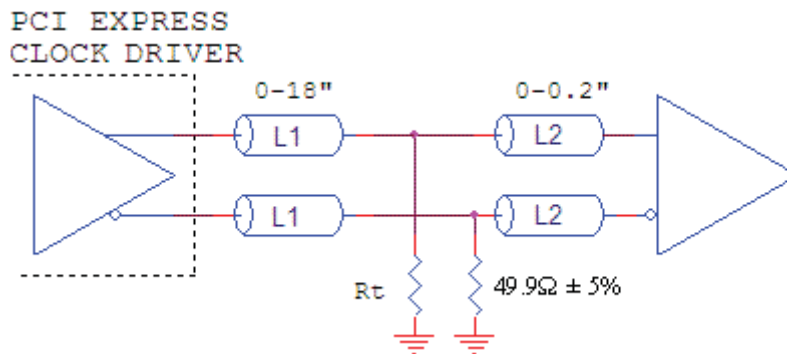 PCI EXPRESS
CLOCK DRIVER
0-18"
0-0.2"
L1
L2
L1
L2
Rt
49.9Ω ± 5%